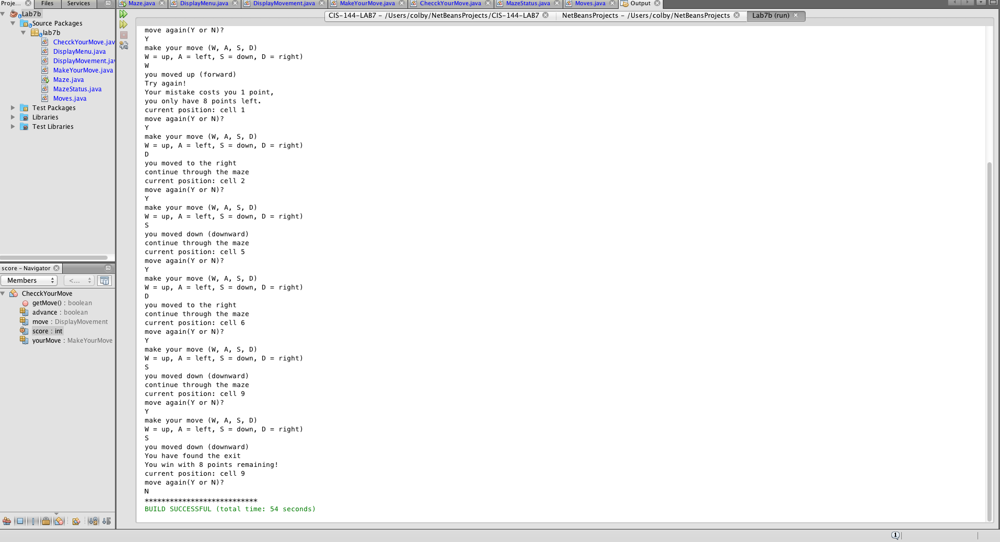 Proje...
Files
Services
Maze.java
DisplayMenu.java
DisplayMovement.java
MakeYourMove.java
ChecckYourMove.java
MazeStatus.java
Moves.java
Output
CIS-144-LAB7 – /Users/colby/NetBeansProjects/CIS-144-LAB7
NetBeansProjects – /Users/colby/NetBeansProjects
Lab7b (run)
Lab7b
Source Packages
lab7b
ChecckYourMove.jav
DisplayMenu.java
DisplayMovement.jav
MakeYourMove.java
Maze.java
MazeStatus.java
Moves.java
Test Packages
Libraries
Test Libraries
score – Navigator
Members
<...
ChecckYourMove
getMove() : boolean
advance : boolean
move : DisplayMovement
score : int
yourMove : MakeYourMove
move again(Y or N)?
Y
make your move (W, A, S, D)
W = up, A = left, S = down, D = right)
W
you moved up (forward)
Try again!
Your mistake costs you 1 point,
you only have 8 points left.
current position: cell 1
move again(Y or N)?
Y
make your move (W, A, S, D)
W = up, A = left, S = down, D = right)
D
you moved to the right
continue through the maze
current position: cell 2
move again(Y or N)?
Y
make your move (W, A, S, D)
W = up, A = left, S = down, D = right)
S
you moved down (downward)
continue through the maze
current position: cell 5
move again(Y or N)?
Y
make your move (W, A, S, D)
W = up, A = left, S = down, D = right)
D
you moved to the right
continue through the maze
current position: cell 6
move again(Y or N)?
Y
make your move (W, A, S, D)
W = up, A = left, S = down, D = right)
S
you moved down (downward)
continue through the maze
current position: cell 9
move again(Y or N)?
Y
make your move (W, A, S, D)
W = up, A = left, S = down, D = right)
S
you moved down (downward)
You have found the exit
You win with 8 points remaining!
current position: cell 9
move again(Y or N)?
N
***************************
BUILD SUCCESSFUL (total time: 54 seconds)
1